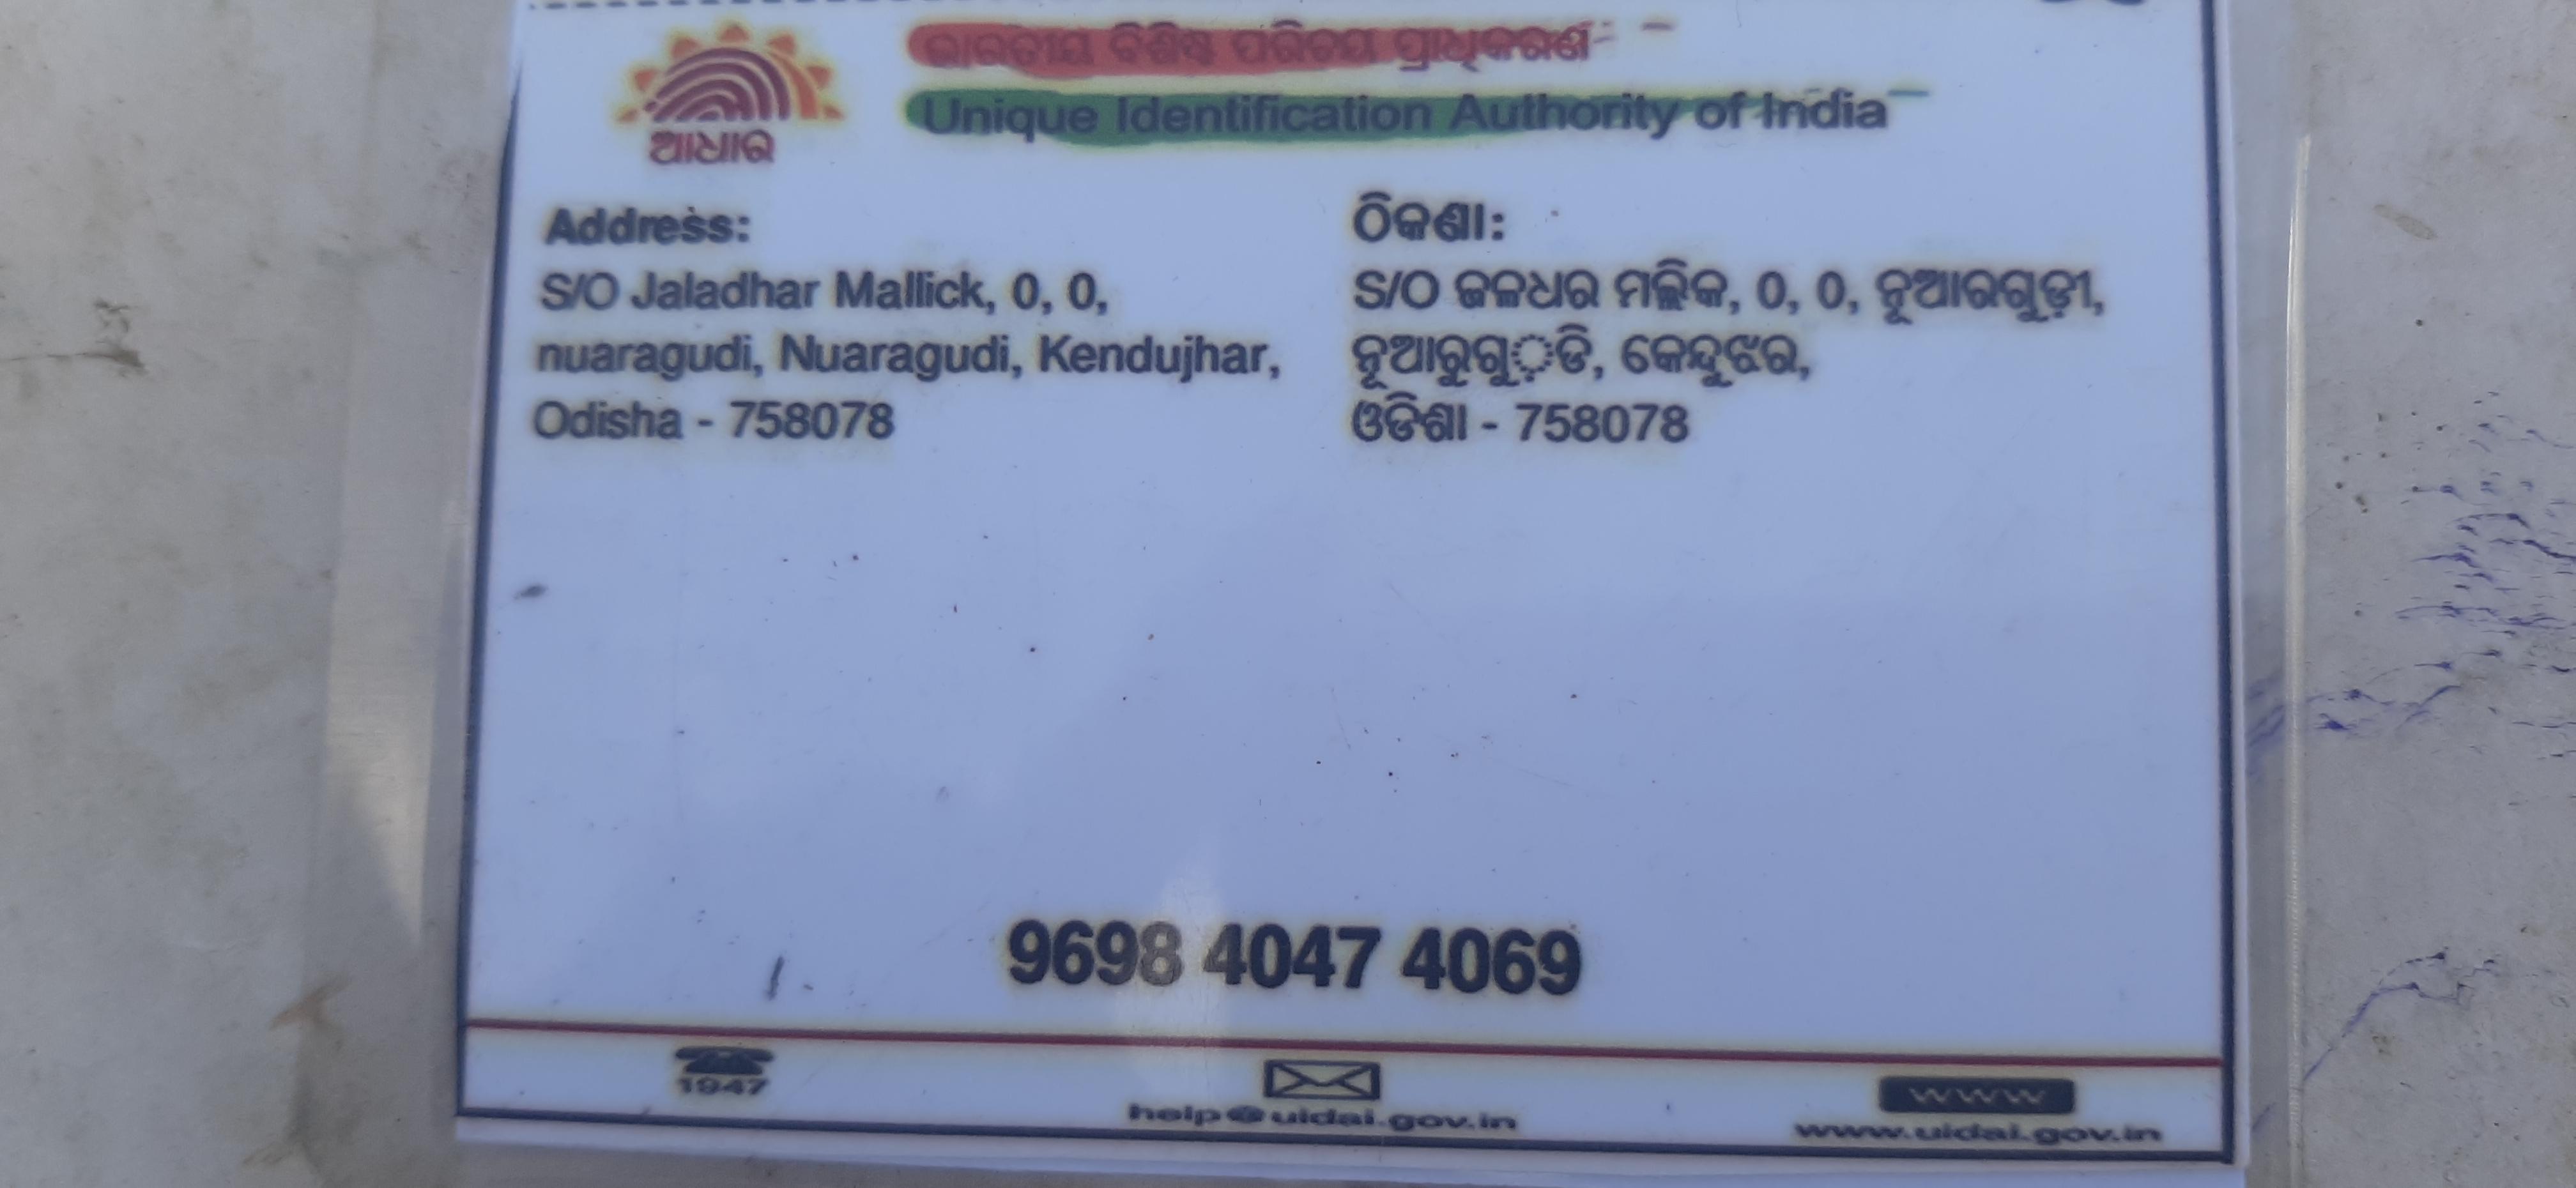 ଭାରତୀୟ ବିଶିଷ୍ଟ ପରିଚୟ ପ୍ରାଧିକରଣ
Unique Identification Authority of India
ଆଧାର
Address:
S/O Jaladhar Mallick, 0, 0,
nuaragudi, Nuaragudi, Kendujhar,
Odisha - 758078
ଠିକଣା:
S/O ଜଳଧର ମଲ୍ଲିକ, 0, 0, ନୂଆରଗୁଡ଼ୀ,
ନୂଆରୁଗୁ଼ଡି, କେନ୍ଦୁଝର,
ଓଡିଶା - 758078
9698 4047 4069
1947
help@uidai.gov.in
www
www.uidai.gov.in